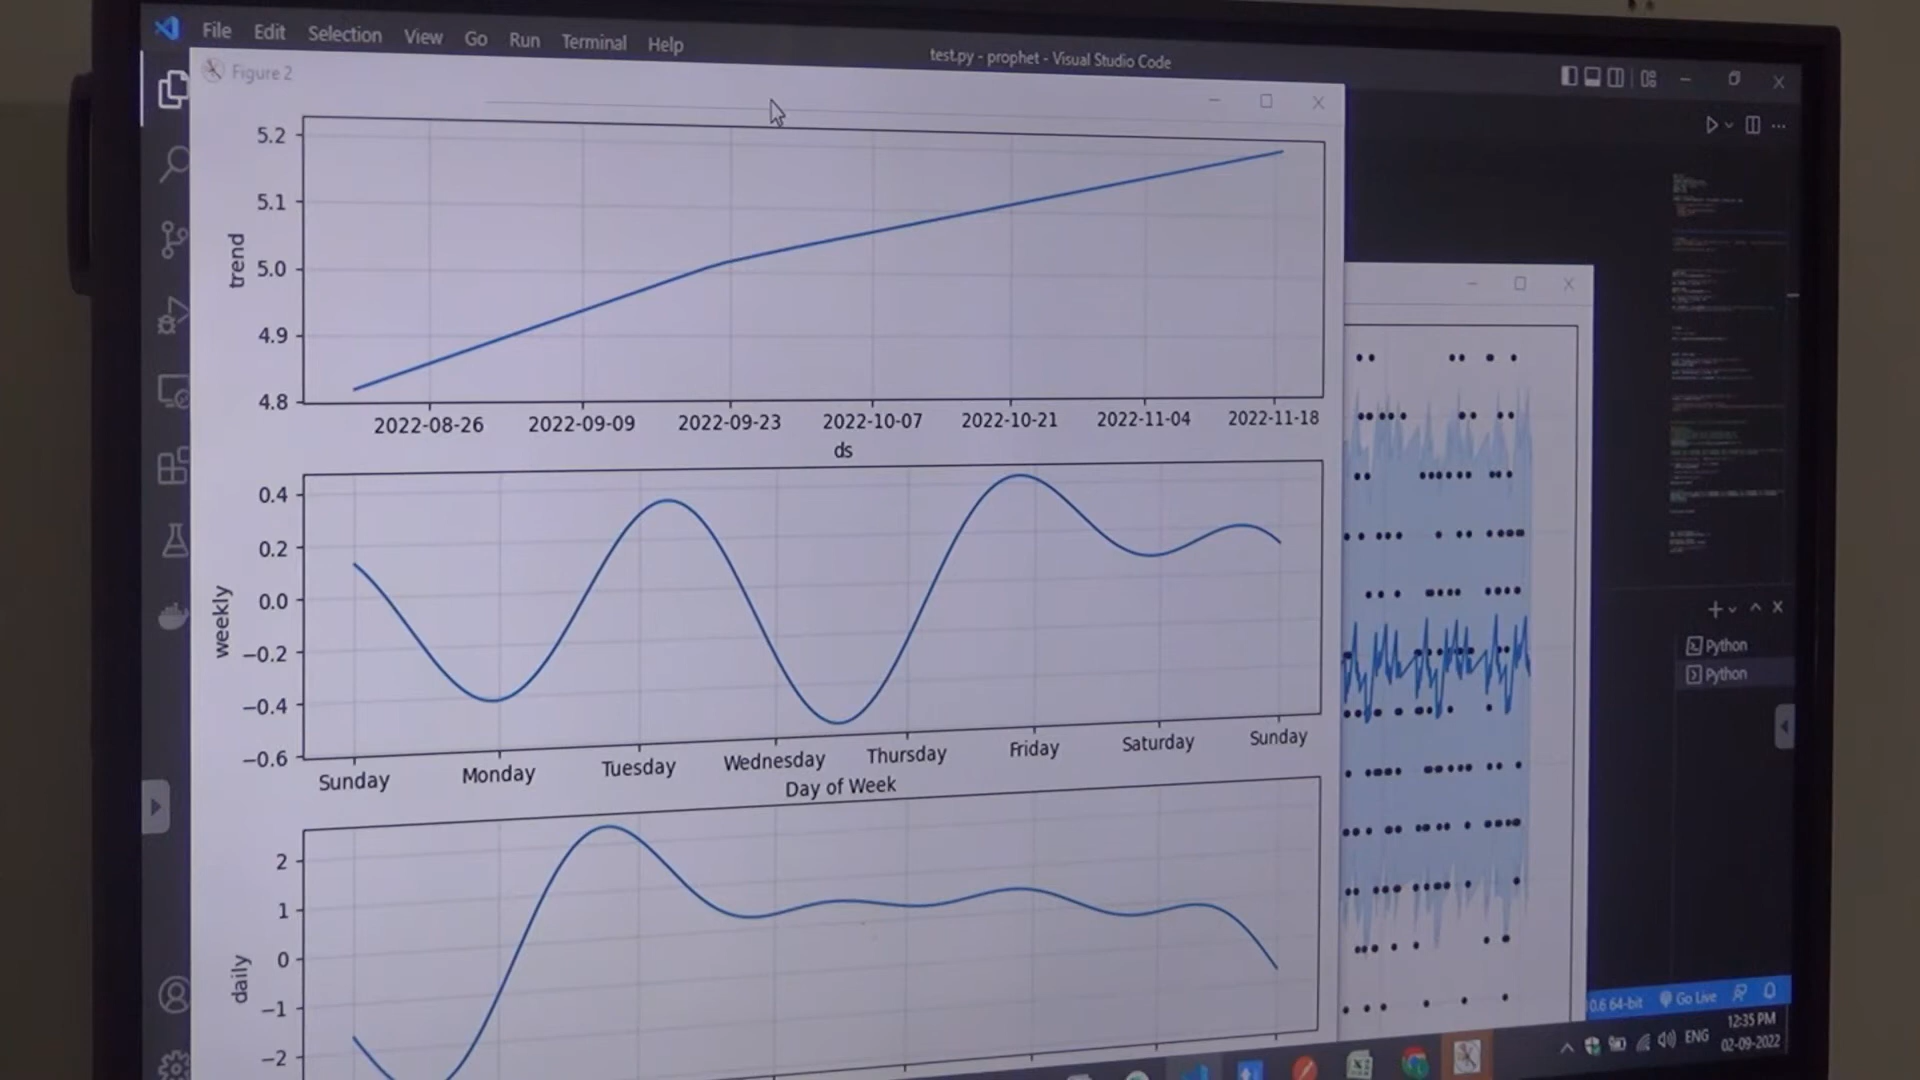 File Edit Selection View Go Run Terminal Help
test.py - prophet - Visual Studio Code
Figure 2
5.2
5.1
5.0
4.9
4.8
trend
2022-08-26 2022-09-09 2022-09-23 2022-10-07 2022-10-21 2022-11-04 2022-11-18
ds
0.4
0.2
0.0
−0.2
−0.4
−0.6
weekly
Sunday Monday Tuesday Wednesday Thursday Friday Saturday Sunday
Day of Week
2
1
0
−1
−2
daily
Python
Python
0.6 64-bit Go Live
ENG
12:35 PM
02-09-2022